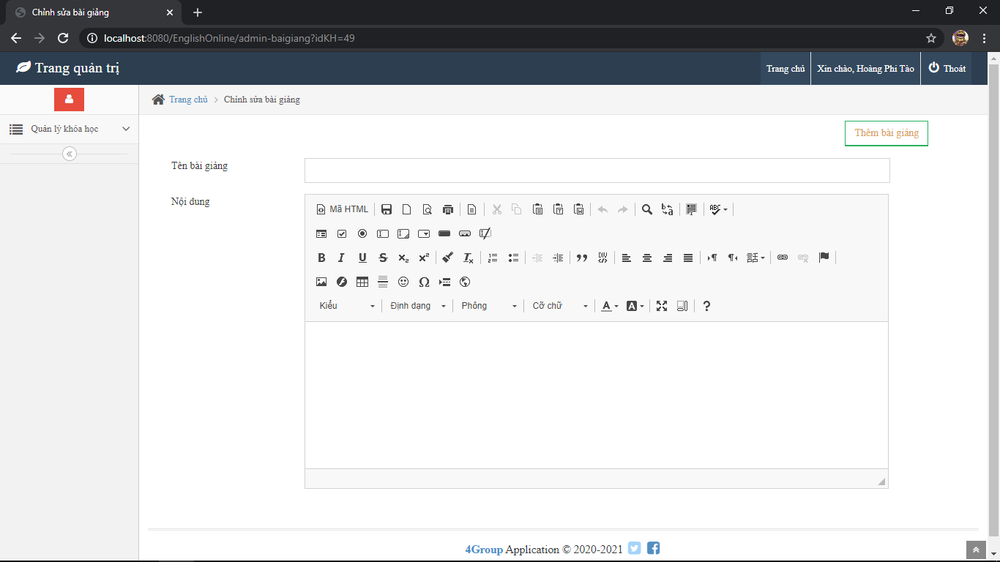 Chỉnh sửa bài giảng
localhost:8080/EnglishOnline/admin-baigiang?idKH=49
Trang quản trị
Trang chủ
Xin chào, Hoàng Phi Tào
Thoát
Trang chủ
Chỉnh sửa bài giảng
Quản lý khóa học
Thêm bài giảng
Tên bài giảng
Nội dung
Mã HTML
Kiểu
Định dạng
Phông
Cỡ chữ
4Group Application © 2020-2021